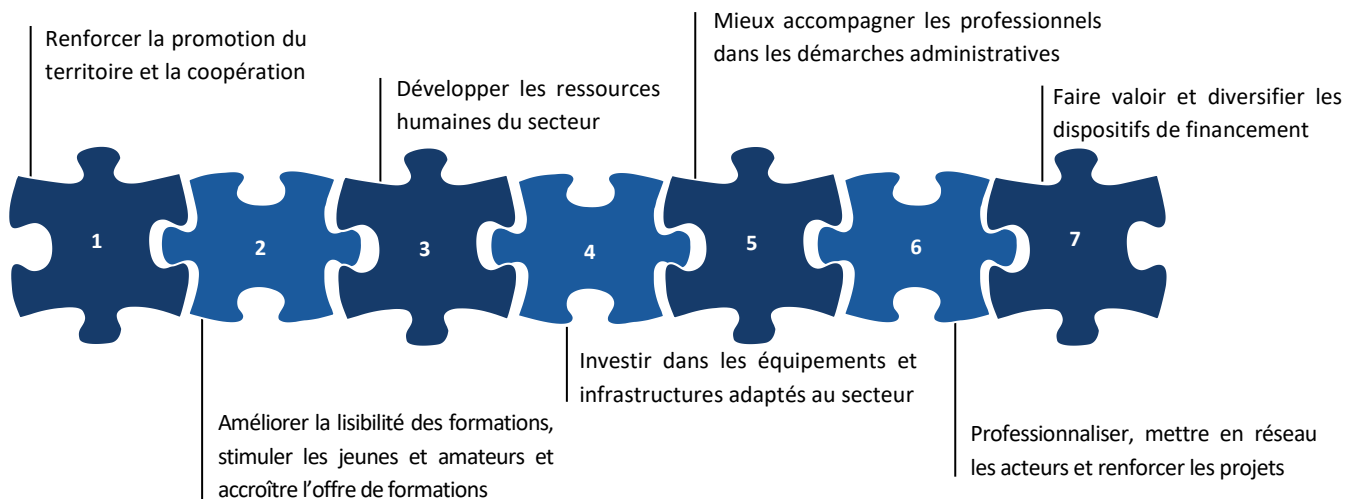 Renforcer la promotion du
territoire et la coopération
Développer les ressources
humaines du secteur
Mieux accompagner les professionnels
dans les démarches administratives
Faire valoir et diversifier les
dispositifs de financement
1
2
3
4
5
6
7
Améliorer la lisibilité des formations,
stimuler les jeunes et amateurs et
accroître l’offre de formations
Investir dans les équipements et
infrastructures adaptés au secteur
Professionnaliser, mettre en réseau
les acteurs et renforcer les projets